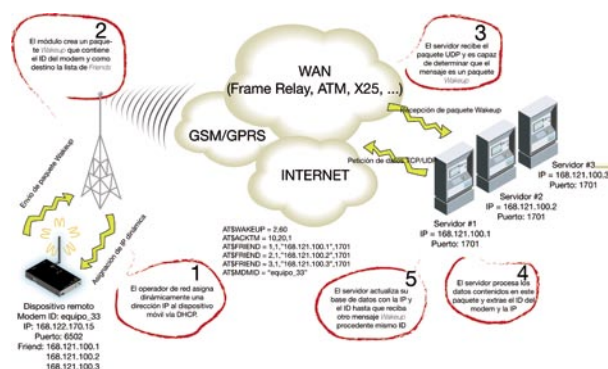 2
El módulo crea un paque-
te Wakeup que contiene
el ID del modem y como
destino la lista de Friends
WAN
(Frame Relay, ATM, X25, ...)
GSM/GPRS
INTERNET
3
El servidor recibe el
paquete UDP y es capaz
de determinar que el
mensaje es un paquete
Wakeup
Recepción de paquete Wakeup
Petición de datos TCP/UDP
Servidor #3
IP = 168.121.100.3
Puerto: 1701
Servidor #2
IP = 168.121.100.2
Puerto: 1701
Servidor #1
IP = 168.121.100.1
Puerto: 1701
Envío de paquete Wakeup
Asignación de IP dinámica
AT$WAKEUP = 2,60
AT$ACKTM = 10,20,1
AT$FRIEND = 1,1,"168.121.100.1",1701
AT$FRIEND = 2,1,"168.121.100.2",1701
AT$FRIEND = 3,1,"168.121.100.3",1701
AT$MDMID = "equipo_33"
1
El operador de red asigna
dinámicamente una
dirección IP al dispositivo
móvil vía DHCP.
Dispositivo remoto
Modem ID: equipo_33
IP: 168.122.170.15
Puerto: 6502
Friend: 168.121.100.1
168.121.100.2
168.121.100.3
5
El servidor actualiza su
base de datos con la IP y
el ID hasta que reciba
otro mensaje Wakeup
procedente mismo ID
4
El servidor procesa los
datos contenidos en este
paquete y extrae el ID del
modem y la IP